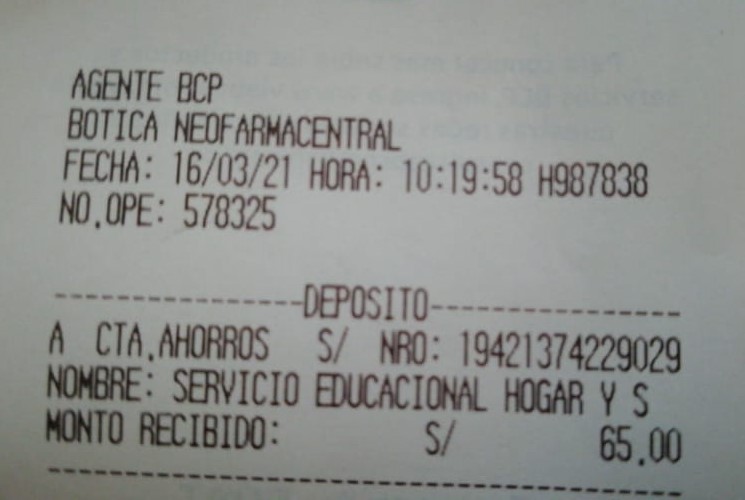 AGENTE BCP
BOTICA NEOFARMACENTRAL
FECHA: 16/03/21 HORA: 10:19:58 H987838
NO.OPE: 578325
----------------DEPOSITO----------------
A CTA.AHORROS S/ NRO: 19421374229029
NOMBRE: SERVICIO EDUCACIONAL HOGAR Y S
MONTO RECIBIDO: S/ 65.00
----------------------------------------